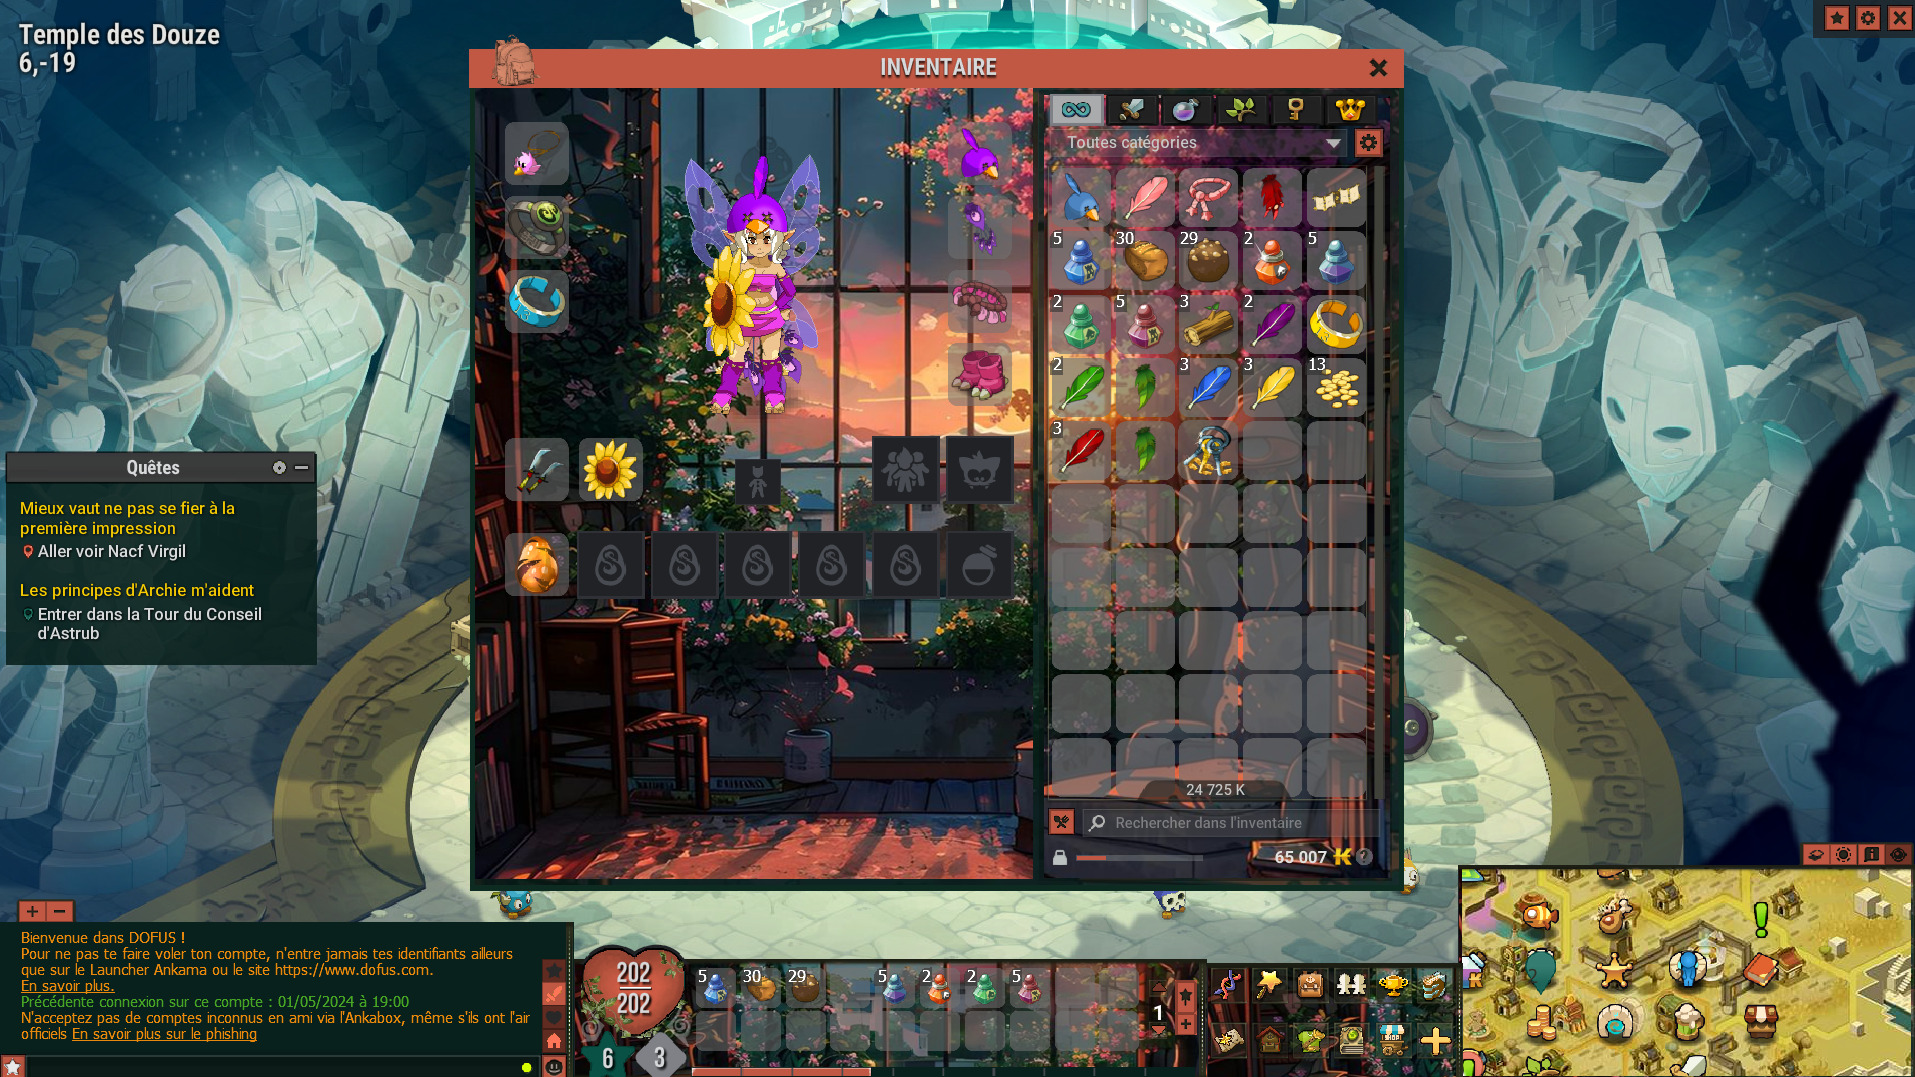 Temple des Douze
6,-19
INVENTAIRE
Toutes catégories
5
30
29
2
5
2
5
3
2
2
3
3
13
3
24 725 K
Rechercher dans l'inventaire
65 007
?
Quêtes
Mieux vaut ne pas se fier à la
première impression
Aller voir Nacf Virgil
Les principes d'Archie m'aident
Entrer dans la Tour du Conseil
d'Astrub
Bienvenue dans DOFUS !
Pour ne pas te faire voler ton compte, n'entre jamais tes identifiants ailleurs
que sur le Launcher Ankama ou le site https://www.dofus.com.
En savoir plus.
Précédente connexion sur ce compte : 01/05/2024 à 19:00
N'acceptez pas de comptes inconnus en ami via l'Ankabox, même s'ils ont l'air
officiels En savoir plus sur le phishing
202
202
6
3
5
30
29
5
2
2
5
1
SHOP
2